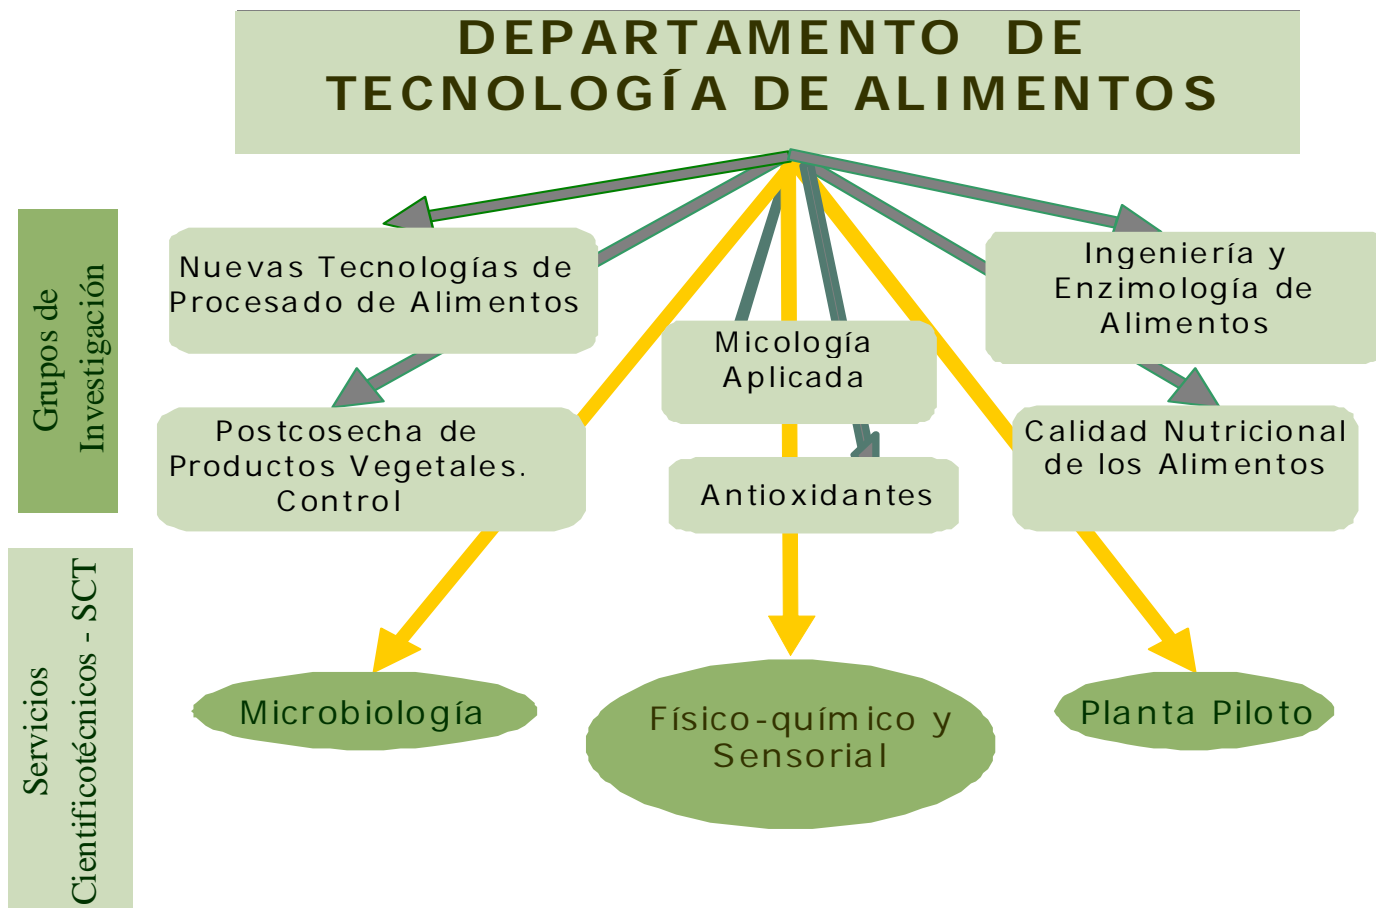 DEPARTAMENTO DE
TECNOLOGÍA DE ALIMENTOS
Grupos de
Investigación
Nuevas Tecnologías de
Procesado de Alimentos
Ingeniería y
Enzimología de
Alimentos
Micología
Aplicada
Postcosecha de
Productos Vegetales.
Control
Antioxidantes
Calidad Nutricional
de los Alimentos
Servicios
Cientificotécnicos - SCT
Microbiología
Físico-químico y
Sensorial
Planta Piloto